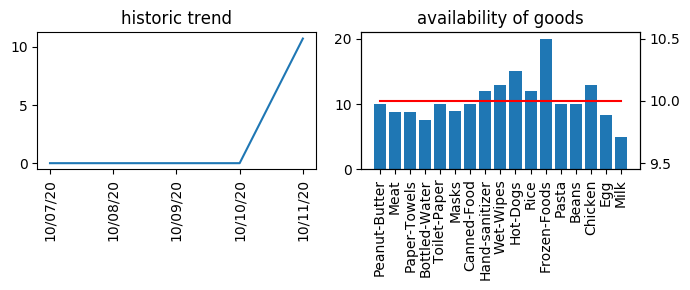 historic trend
10
5
0
10/07/20
10/08/20
10/09/20
10/10/20
10/11/20
availability of goods
20
10
0
10.5
10.0
9.5
Peanut-Butter
Meat
Paper-Towels
Bottled-Water
Toilet-Paper
Masks
Canned-Food
Hand-sanitizer
Wet-Wipes
Hot-Dogs
Rice
Frozen-Foods
Pasta
Beans
Chicken
Egg
Milk